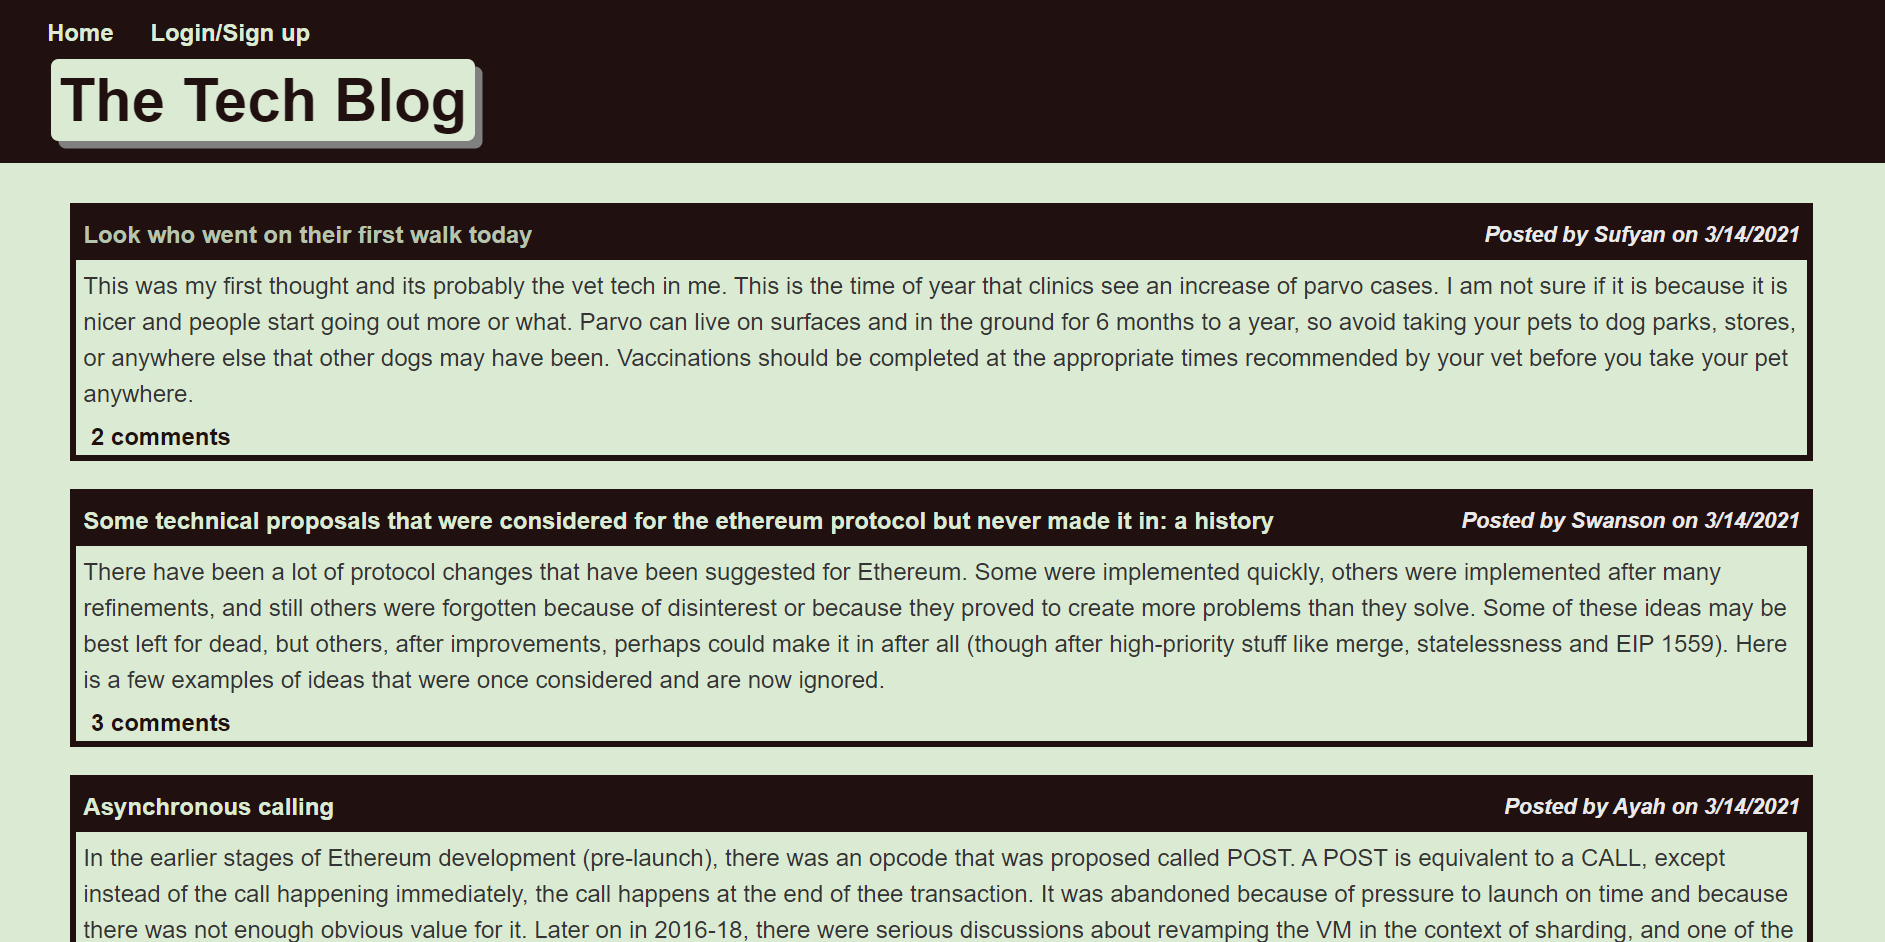 Home Login/Sign up
The Tech Blog
Look who went on their first walk today Posted by Sufyan on 3/14/2021
This was my first thought and its probably the vet tech in me. This is the time of year that clinics see an increase of parvo cases. I am not sure if it is because it is
nicer and people start going out more or what. Parvo can live on surfaces and in the ground for 6 months to a year, so avoid taking your pets to dog parks, stores,
or anywhere else that other dogs may have been. Vaccinations should be completed at the appropriate times recommended by your vet before you take your pet
anywhere.
2 comments
Some technical proposals that were considered for the ethereum protocol but never made it in: a history Posted by Swanson on 3/14/2021
There have been a lot of protocol changes that have been suggested for Ethereum. Some were implemented quickly, others were implemented after many
refinements, and still others were forgotten because of disinterest or because they proved to create more problems than they solve. Some of these ideas may be
best left for dead, but others, after improvements, perhaps could make it in after all (though after high-priority stuff like merge, statelessness and EIP 1559). Here
is a few examples of ideas that were once considered and are now ignored.
3 comments
Asynchronous calling Posted by Ayah on 3/14/2021
In the earlier stages of Ethereum development (pre-launch), there was an opcode that was proposed called POST. A POST is equivalent to a CALL, except
instead of the call happening immediately, the call happens at the end of thee transaction. It was abandoned because of pressure to launch on time and because
there was not enough obvious value for it. Later on in 2016-18, there were serious discussions about revamping the VM in the context of sharding, and one of the